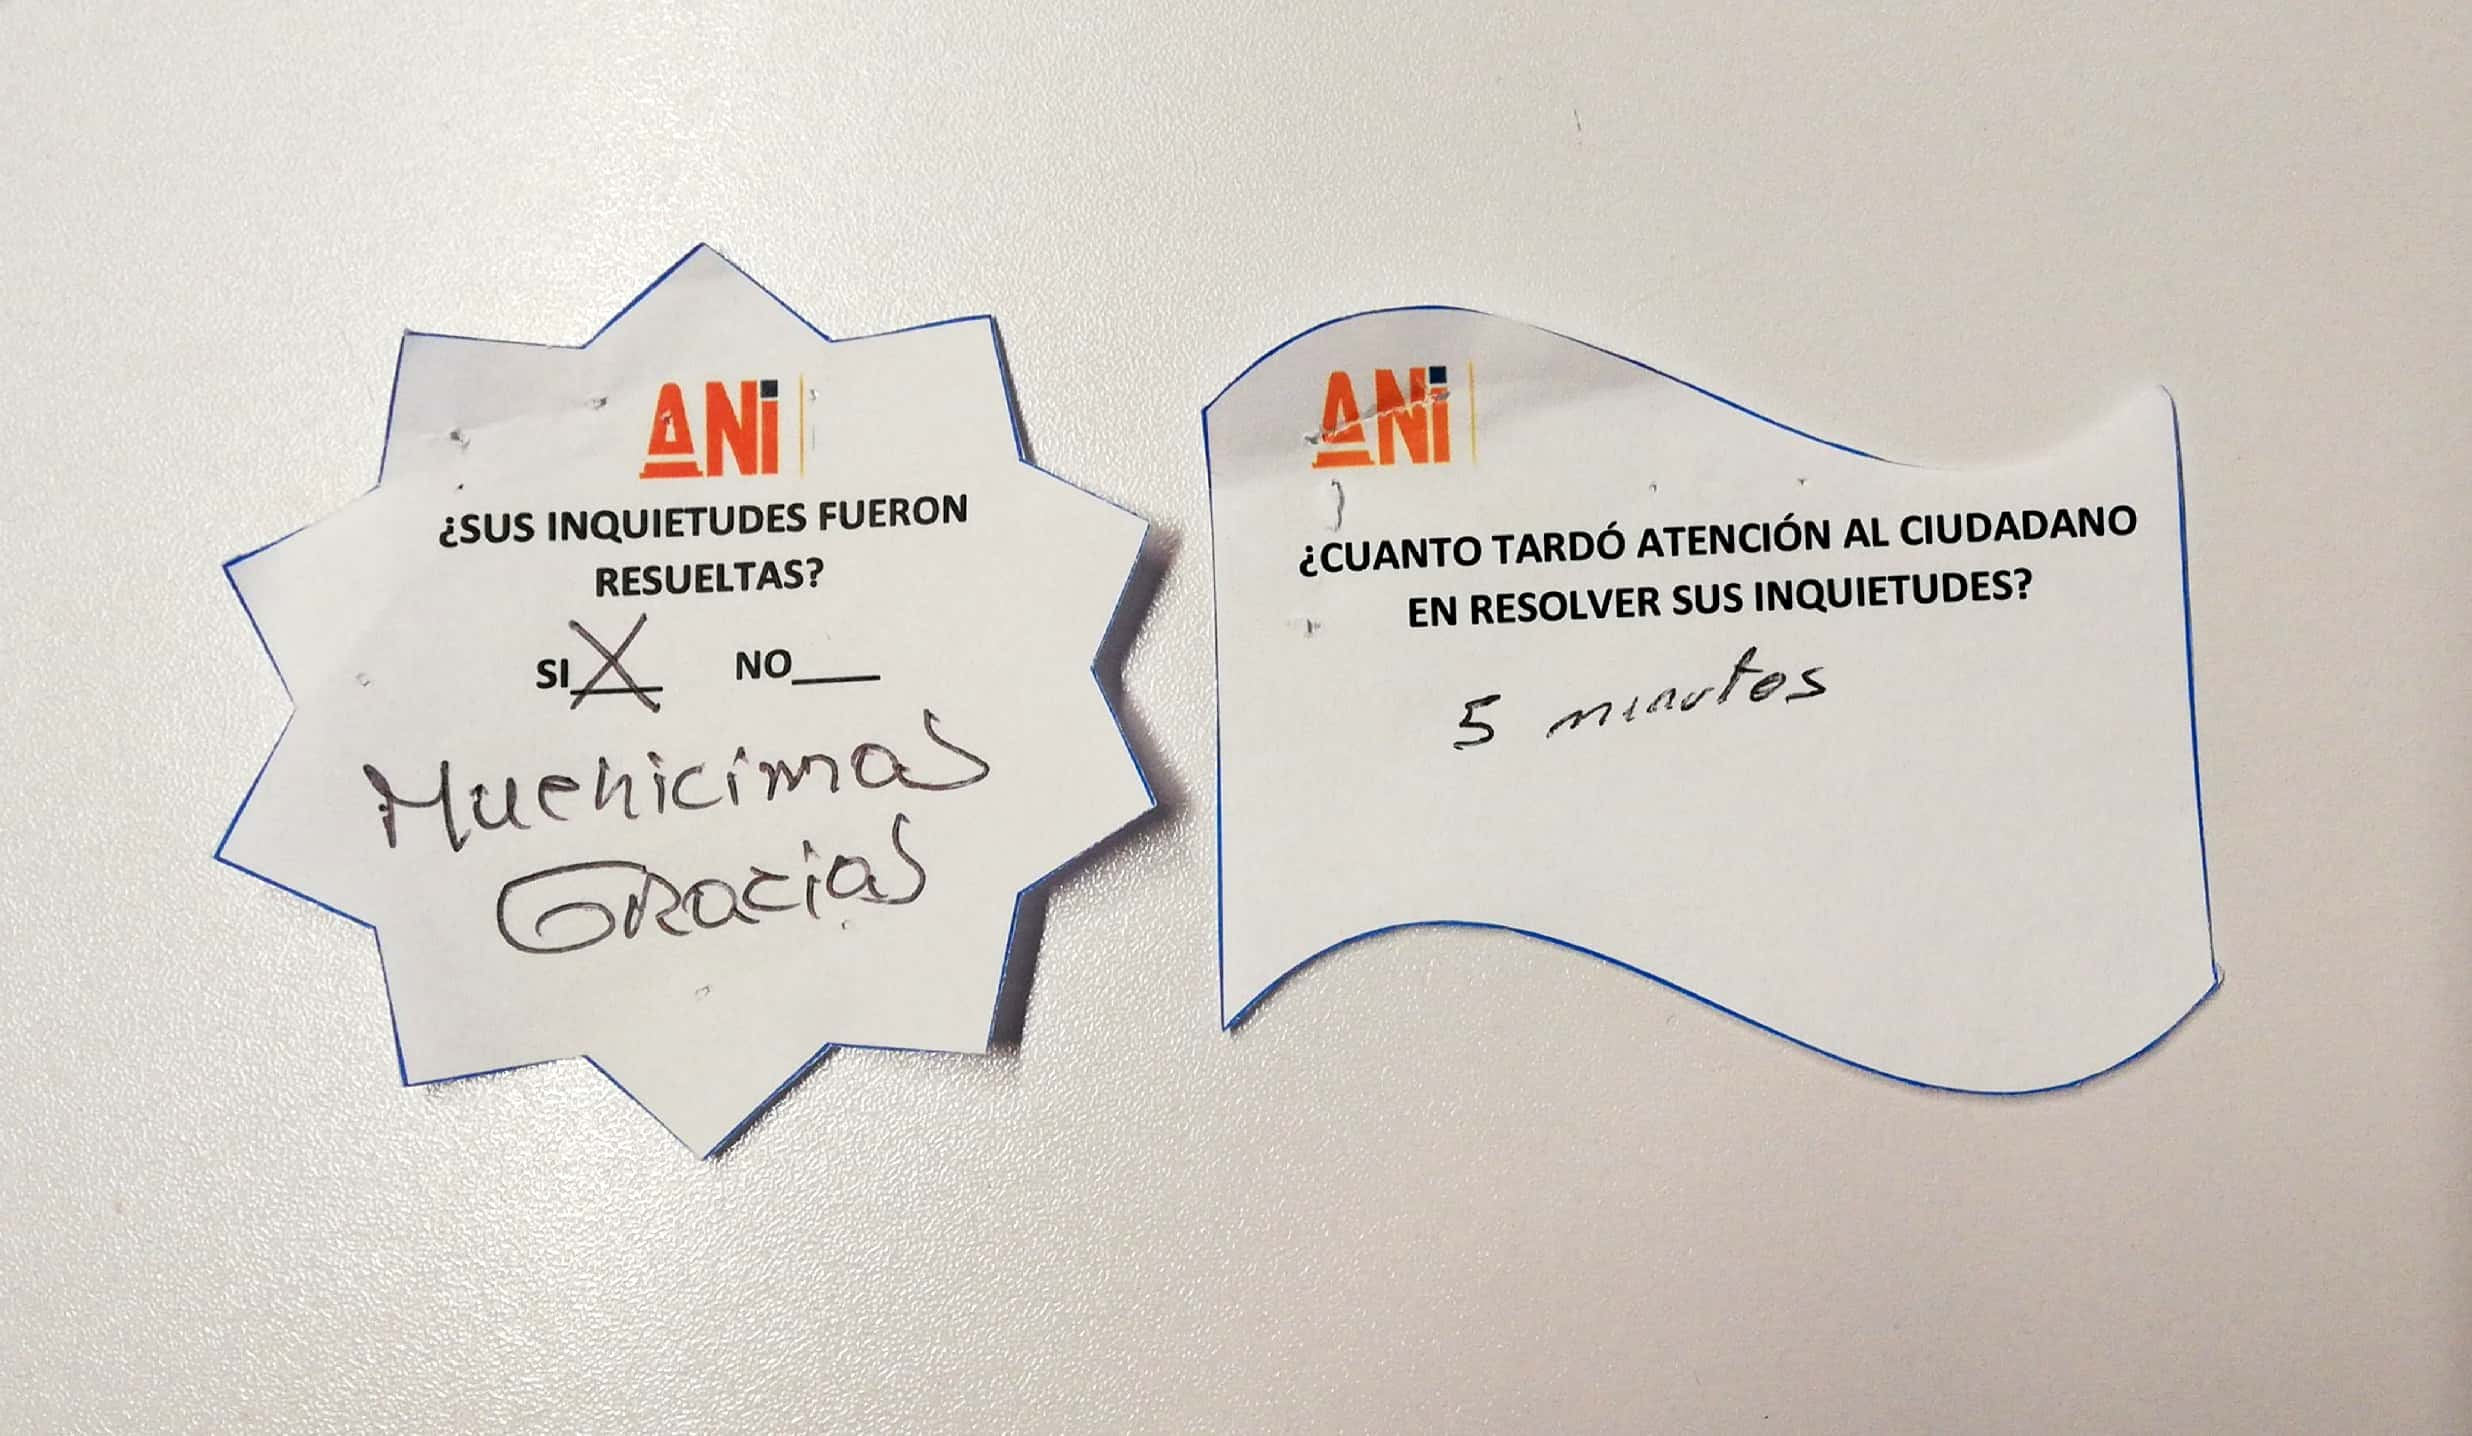 ANi
¿SUS INQUIETUDES FUERON
RESUELTAS?
SI X NO___
Muchicimas
Gracias
ANi
¿CUANTO TARDÓ ATENCIÓN AL CIUDADANO
EN RESOLVER SUS INQUIETUDES?
5 minutos